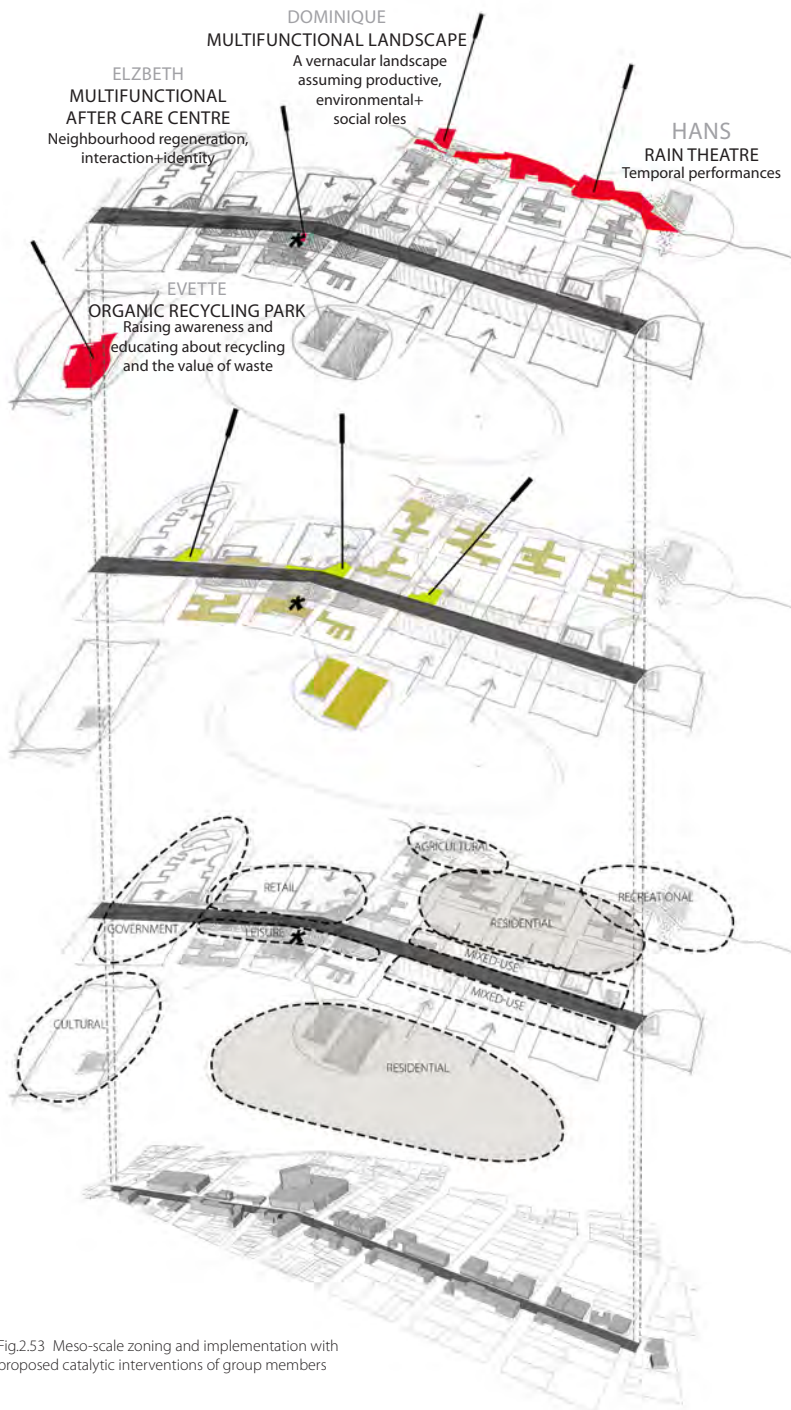 DOMINIQUE
MULTIFUNCTIONAL LANDSCAPE
A vernacular landscape
assuming productive,
environmental+
social roles
ELZBETH
MULTIFUNCTIONAL
AFTER CARE CENTRE
Neighbourhood regeneration,
interaction+identity
HANS
RAIN THEATRE
Temporal performances
EVETTE
ORGANIC RECYCLING PARK
Raising awareness and
educating about recycling
and the value of waste
AGRICULTURAL
RETAIL
RECREATIONAL
RESIDENTIAL
GOVERNMENT
LEISURE
MIXED-USE
MIXED-USE
CULTURAL
RESIDENTIAL
Fig.2.53 Meso-scale zoning and implementation with
proposed catalytic interventions of group members